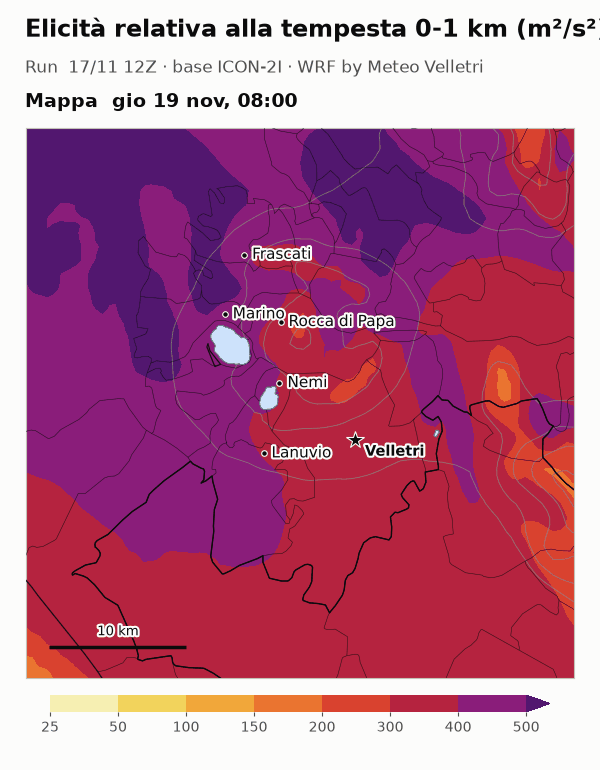 Elicità relativa alla tempesta 0-1 km (m²/s²)
Run  17/11 12Z · base ICON-2I · WRF by Meteo Velletri
Mappa  gio 19 nov, 08:00
Frascati
Marino
Rocca di Papa
Nemi
Velletri
Lanuvio
10 km
25 50 100 150 200 300 400 500